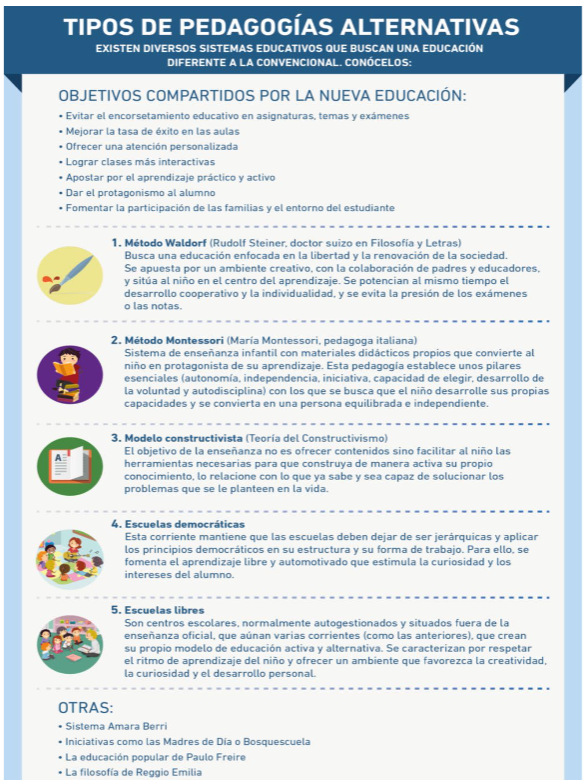 TIPOS DE PEDAGOGÍAS ALTERNATIVAS
EXISTEN DIVERSOS SISTEMAS EDUCATIVOS QUE BUSCAN UNA EDUCACIÓN
DIFERENTE A LA CONVENCIONAL. CONÓCELOS:
OBJETIVOS COMPARTIDOS POR LA NUEVA EDUCACIÓN:
• Evitar el encorsetamiento educativo en asignaturas, temas y exámenes
• Mejorar la tasa de éxito en las aulas
• Ofrecer una atención personalizada
• Lograr clases más interactivas
• Apostar por el aprendizaje práctico y activo
• Dar el protagonismo al alumno
• Fomentar la participación de las familias y el entorno del estudiante
1. Método Waldorf (Rudolf Steiner, doctor suizo en Filosofía y Letras)
Busca una educación enfocada en la libertad y la renovación de la sociedad.
Se apuesta por un ambiente creativo, con la colaboración de padres y educadores,
y sitúa al niño en el centro del aprendizaje. Se potencian al mismo tiempo el
desarrollo cooperativo y la individualidad, y se evita la presión de los exámenes
o las notas.
2. Método Montessori (María Montessori, pedagoga italiana)
Sistema de enseñanza infantil con materiales didácticos propios que convierte al
niño en protagonista de su aprendizaje. Esta pedagogía establece unos pilares
esenciales (autonomía, independencia, iniciativa, capacidad de elegir, desarrollo de
la voluntad y autodisciplina) con los que se busca que el niño desarrolle sus propias
capacidades y se convierta en una persona equilibrada e independiente.
3. Modelo constructivista (Teoría del Constructivismo)
El objetivo de la enseñanza no es ofrecer contenidos sino facilitar al niño las
herramientas necesarias para que construya de manera activa su propio
conocimiento, lo relacione con lo que ya sabe y sea capaz de solucionar los
problemas que se le planteen en la vida.
4. Escuelas democráticas
Esta corriente mantiene que las escuelas deben dejar de ser jerárquicas y aplicar
los principios democráticos en su estructura y su forma de trabajo. Para ello, se
fomenta el aprendizaje libre y automotivado que estimula la curiosidad y los
intereses del alumno.
5. Escuelas libres
Son centros escolares, normalmente autogestionados y situados fuera de la
enseñanza oficial, que aúnan varias corrientes (como las anteriores), que crean
su propio modelo de educación activa y alternativa. Se caracterizan por respetar
el ritmo de aprendizaje del niño y ofrecer un ambiente que favorezca la creatividad,
la curiosidad y el desarrollo personal.
OTRAS:
• Sistema Amara Berri
• Iniciativas como las Madres de Día o Bosquescuela
• La educación popular de Paulo Freire
• La filosofía de Reggio Emilia